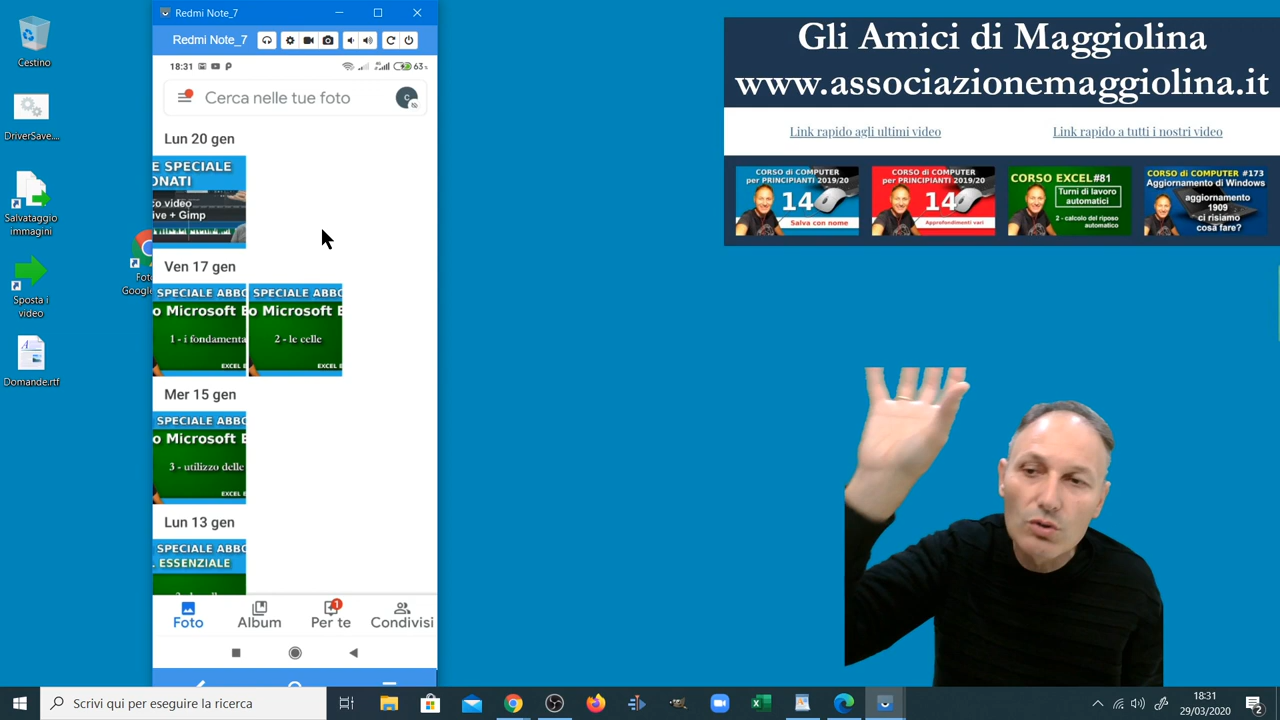 Cestino
DriverSave....
Salvataggio
immagini
Sposta i
video
Domande.rtf
Redmi Note_7
Redmi Note_7
18:31
63
Cerca nelle tue foto
c
Lun 20 gen
E SPECIALE
ONATI
o video
ive + Gimp
Ven 17 gen
SPECIALE ABBO
o Microsoft E
1 - i fondamenta
EXCEL E
SPECIALE ABBO
o Microsoft E
2 - le celle
EXCEL E
Mer 15 gen
SPECIALE ABBO
o Microsoft E
3 - utilizzo delle
EXCEL E
Lun 13 gen
SPECIALE ABBO
ESSENZIALE
Foto
Album
1
Per te
Condivisi
Gli Amici di Maggiolina
www.associazionemaggiolina.it
Link rapido agli ultimi video
Link rapido a tutti i nostri video
CORSO di COMPUTER
per PRINCIPIANTI 2019/20
14
Salva con nome
CORSO di COMPUTER
per PRINCIPIANTI 2019/20
14
Approfondimenti vari
CORSO EXCEL#81
Turni di lavoro
automatici
2 - calcolo del riposo
automatico
CORSO di COMPUTER #173
Aggiornamento di Windows
aggiornamento
1909
ci risiamo
cosa fare?
Scrivi qui per eseguire la ricerca
18:31
29/03/2020
2